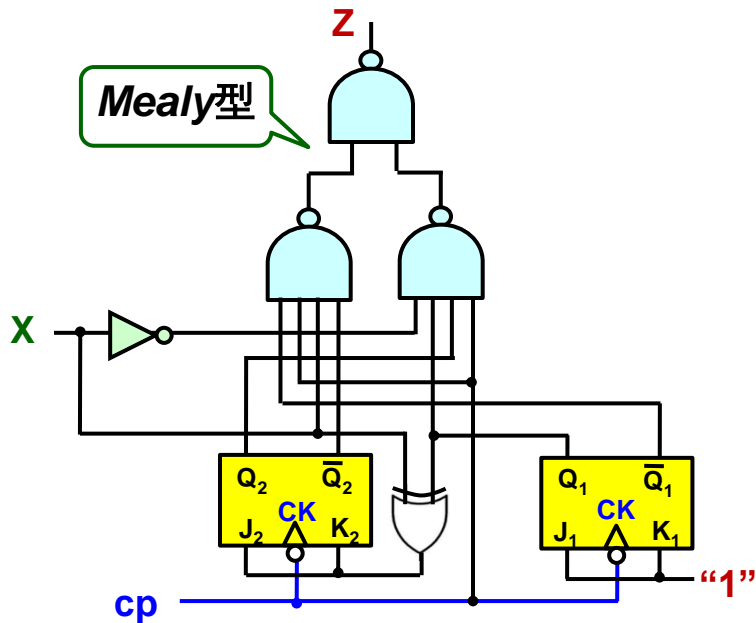 Z
Mealy型
X
Q₂ Q̅₂
CK
J₂ K₂
Q₁ Q̅₁
CK
J₁ K₁
“1”
cp